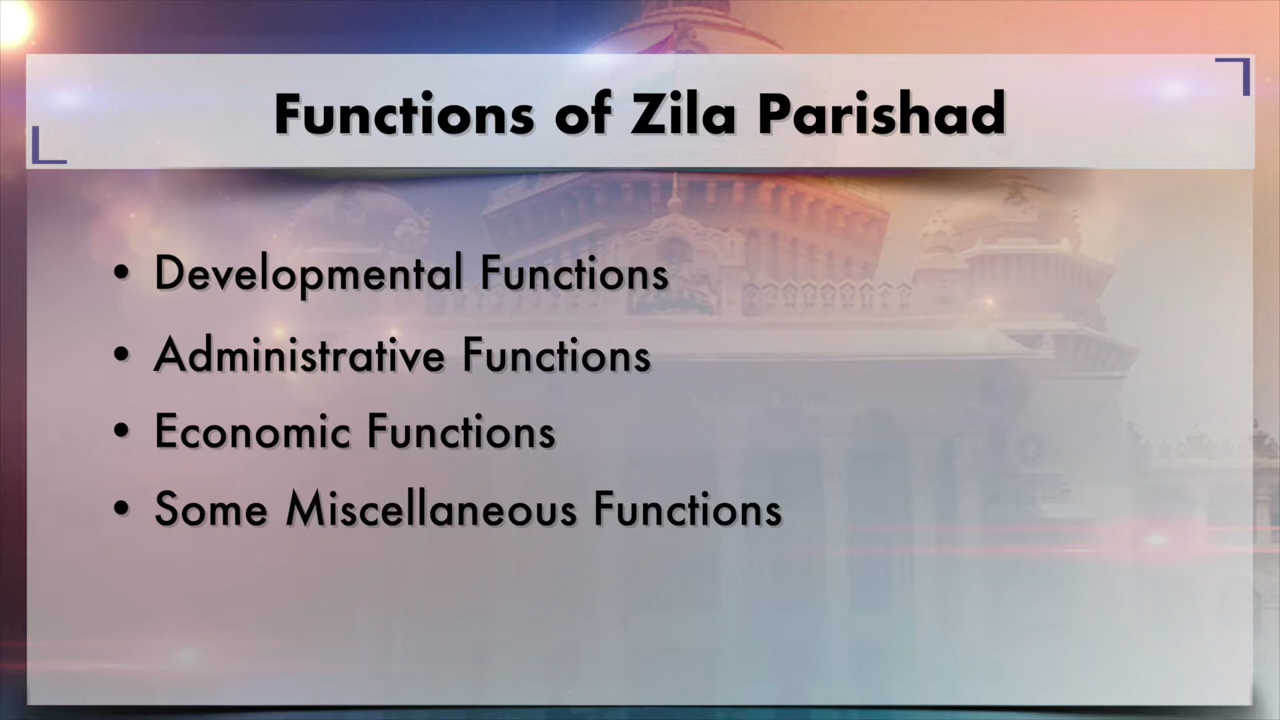 Functions of Zila Parishad
• Developmental Functions
• Administrative Functions
• Economic Functions
• Some Miscellaneous Functions